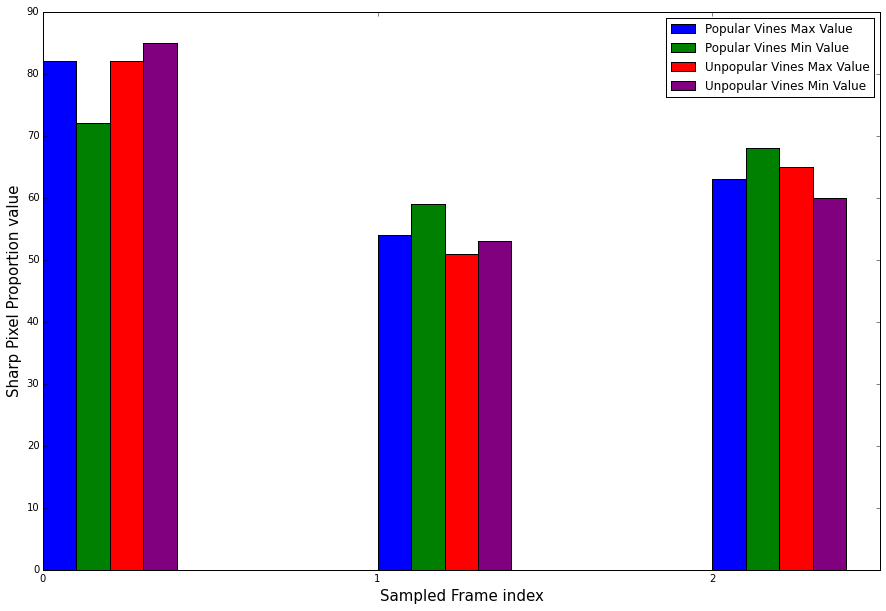 90
80
70
60
50
40
30
20
10
0
Sharp Pixel Proportion value
Popular Vines Max Value
Popular Vines Min Value
Unpopular Vines Max Value
Unpopular Vines Min Value
0 1 2
Sampled Frame index